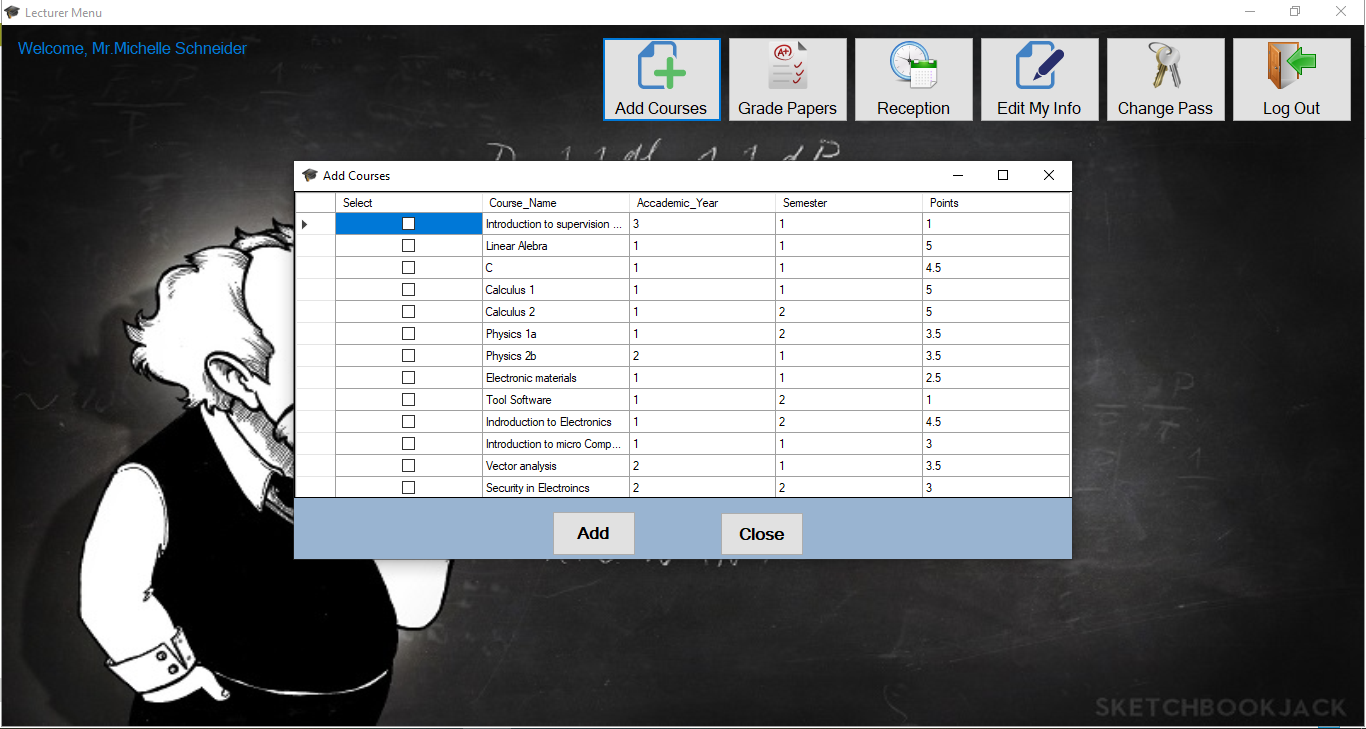 Lecturer Menu
Welcome, Mr.Michelle Schneider
Add Courses Grade Papers Reception Edit My Info Change Pass Log Out
A+
Add Courses
Select Course_Name Accademic_Year Semester Points
Introduction to supervision ... 3 1 1
Linear Alebra 1 1 5
C 1 1 4.5
Calculus 1 1 1 5
Calculus 2 1 2 5
Physics 1a 1 2 3.5
Physics 2b 2 1 3.5
Electronic materials 1 1 2.5
Tool Software 1 2 1
Indroduction to Electronics 1 2 4.5
Introduction to micro Comp... 1 1 3
Vector analysis 2 1 3.5
Security in Electroincs 2 2 3
Add Close
SKETCHBOOKJACK